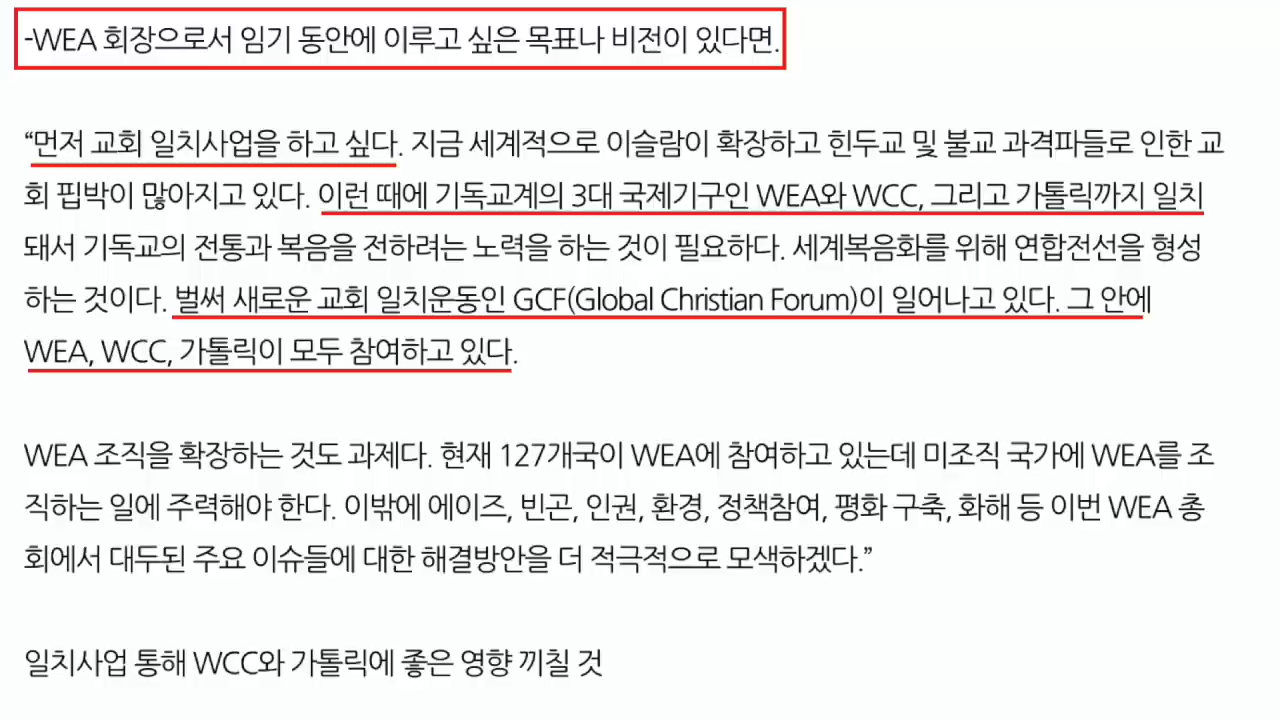 -WEA 회장으로서 임기 동안에 이루고 싶은 목표나 비전이 있다면.
“먼저 교회 일치사업을 하고 싶다. 지금 세계적으로 이슬람이 확장하고 힌두교 및 불교 과격파들로 인한 교
회 핍박이 많아지고 있다. 이런 때에 기독교계의 3대 국제기구인 WEA와 WCC, 그리고 가톨릭까지 일치
돼서 기독교의 전통과 복음을 전하려는 노력을 하는 것이 필요하다. 세계복음화를 위해 연합전선을 형성
하는 것이다. 벌써 새로운 교회 일치운동인 GCF(Global Christian Forum)이 일어나고 있다. 그 안에
WEA, WCC, 가톨릭이 모두 참여하고 있다.
WEA 조직을 확장하는 것도 과제다. 현재 127개국이 WEA에 참여하고 있는데 미조직 국가에 WEA를 조
직하는 일에 주력해야 한다. 이밖에 에이즈, 빈곤, 인권, 환경, 정책참여, 평화 구축, 화해 등 이번 WEA 총
회에서 대두된 주요 이슈들에 대한 해결방안을 더 적극적으로 모색하겠다.”
일치사업 통해 WCC와 가톨릭에 좋은 영향 끼칠 것